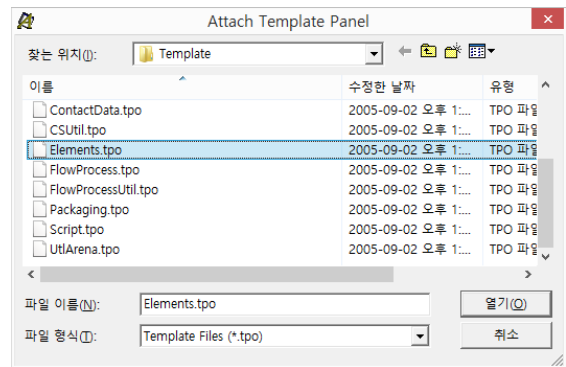 Attach Template Panel
찾는 위치(I): Template
이름 수정한 날짜 유형
ContactData.tpo 2005-09-02 오후 1:... TPO 파일
CSUtil.tpo 2005-09-02 오후 1:... TPO 파일
Elements.tpo 2005-09-02 오후 1:... TPO 파일
FlowProcess.tpo 2005-09-02 오후 1:... TPO 파일
FlowProcessUtil.tpo 2005-09-02 오후 1:... TPO 파일
Packaging.tpo 2005-09-02 오후 1:... TPO 파일
Script.tpo 2005-09-02 오후 1:... TPO 파일
UtlArena.tpo 2005-09-02 오후 1:... TPO 파일
파일 이름(N): Elements.tpo 열기(O)
파일 형식(T): Template Files (*.tpo) 취소